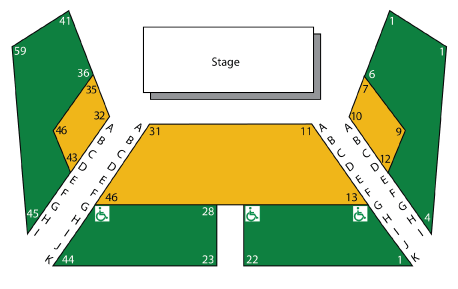 41
1
59
1
Stage
36
6
35
7
32
10
46
9
43
12
45
4
A
B
C
D
E
F
G
H
I
J
K
A
B
C
D
E
F
G
H
31
11
46
13
28
44
23
22
1
A
B
C
D
E
F
G
H
I
J
K
A
B
C
D
E
F
G
H
I